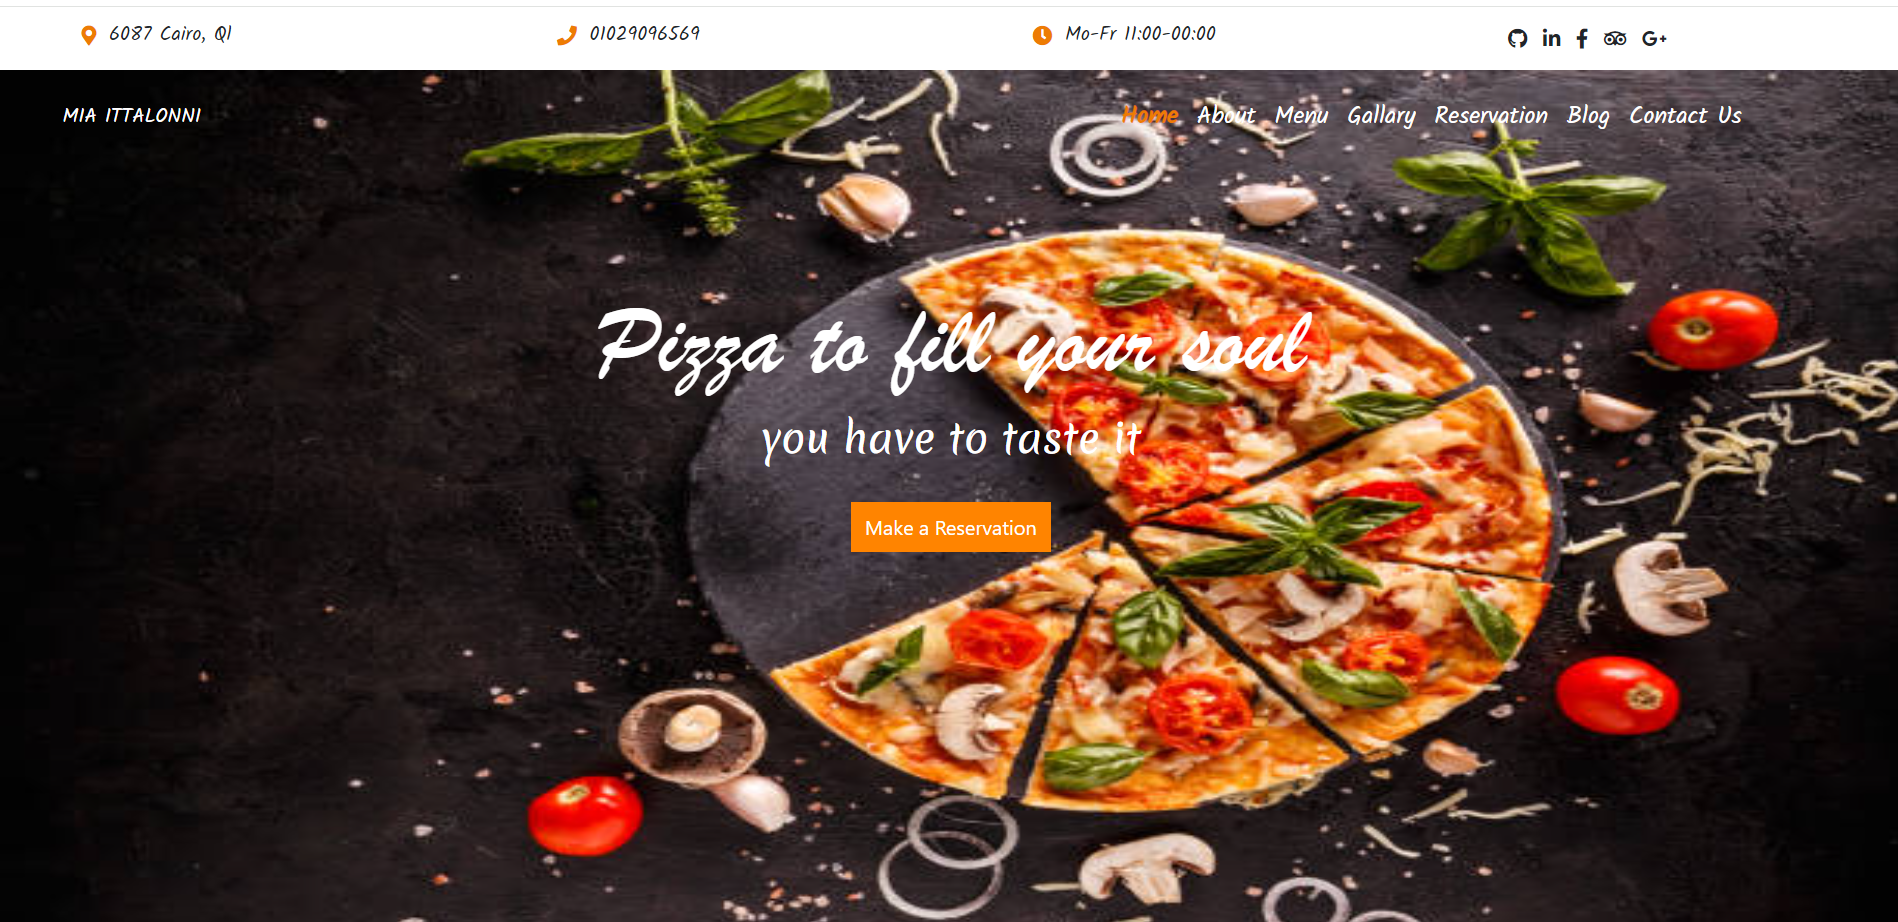 6087 Cairo, Ql
01029096569
Mo-Fr 11:00-00:00
MIA ITTALONNI
Home About Menu Gallary Reservation Blog Contact Us
Pizza to fill your soul
you have to taste it
Make a Reservation